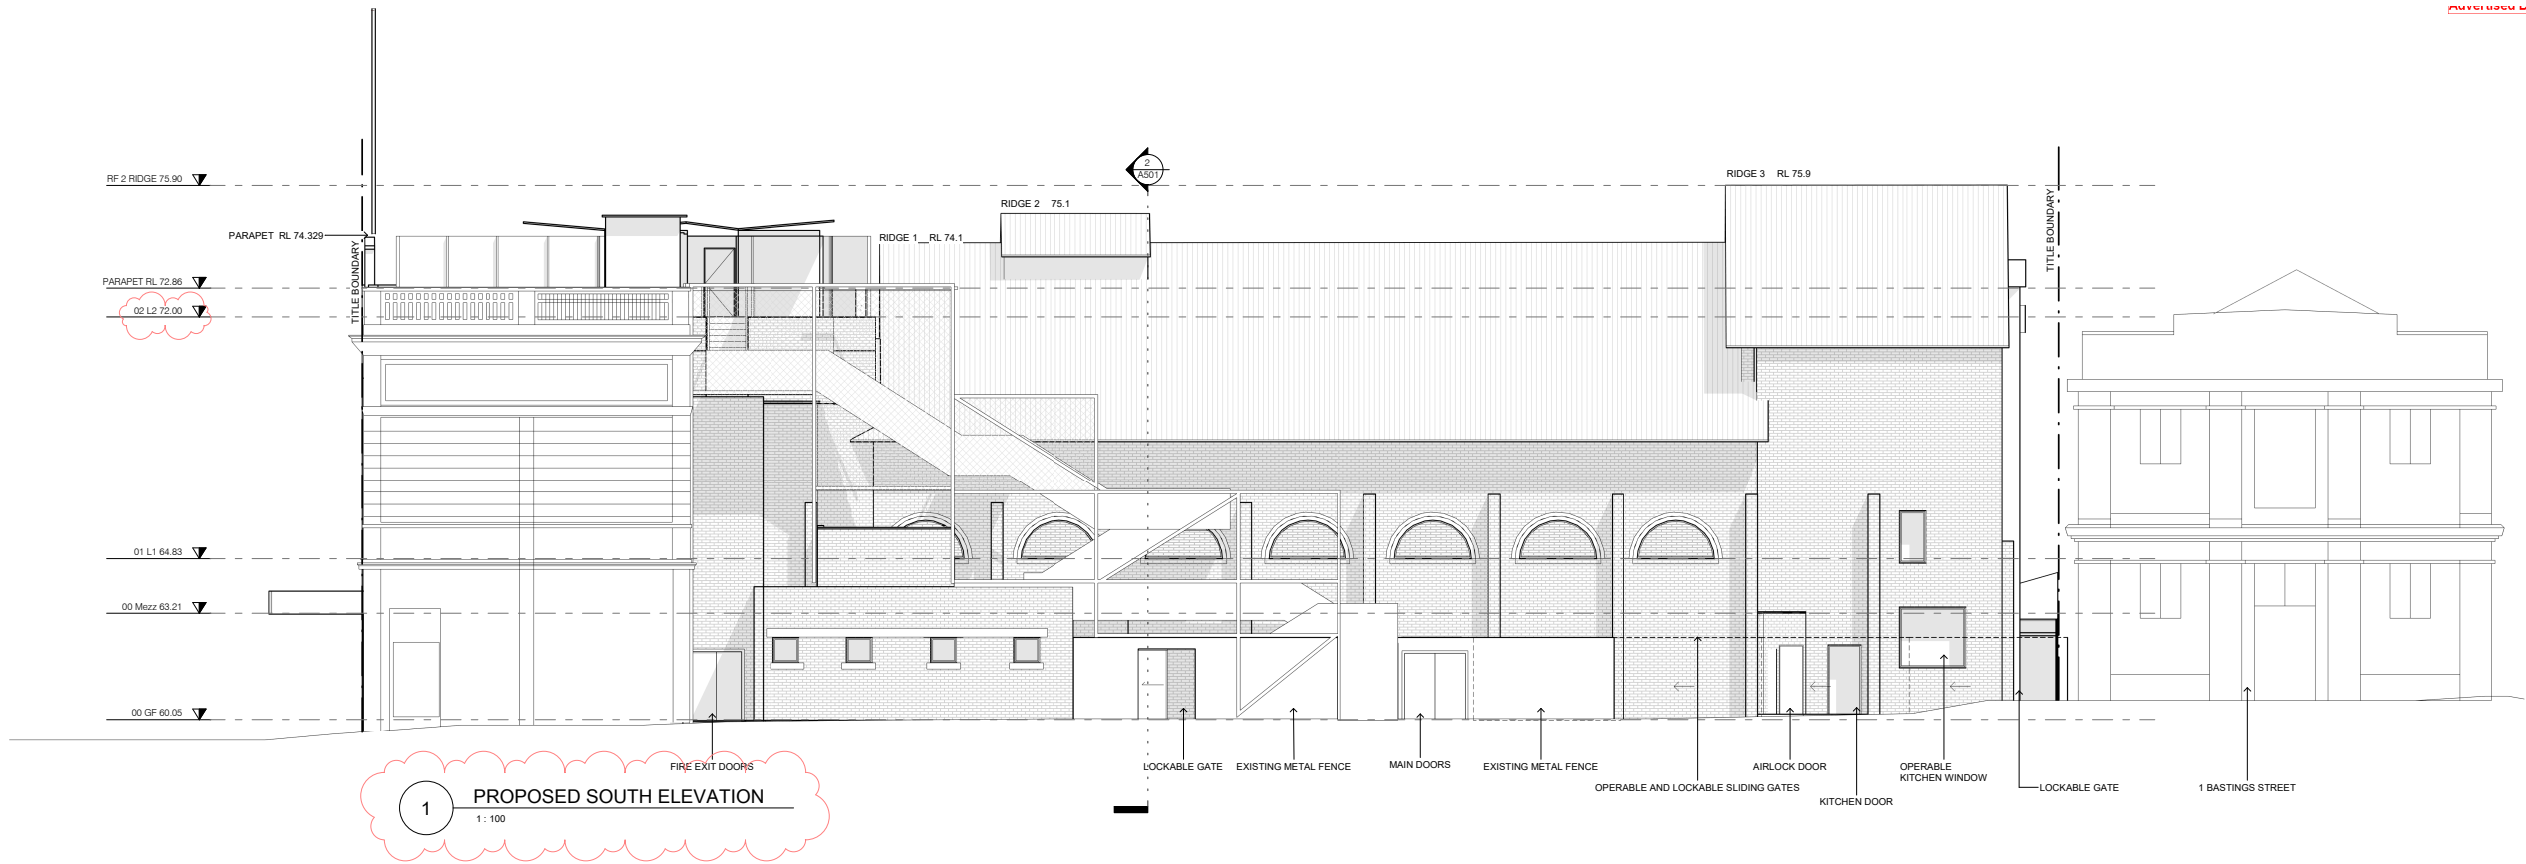 Advertised D
2
A501
RF 2 RIDGE 75.90
RIDGE 3 RL 75.9
RIDGE 2 75.1
TITLE BOUNDARY
PARAPET RL 74.329
RIDGE 1 RL 74.1
TITLE BOUNDARY
PARAPET RL 72.86
02 L2 72.00
01 L1 64.83
00 Mezz 63.21
00 GF 60.05
FIRE EXIT DOORS
LOCKABLE GATE
EXISTING METAL FENCE
MAIN DOORS
EXISTING METAL FENCE
AIRLOCK DOOR
OPERABLE
KITCHEN WINDOW
OPERABLE AND LOCKABLE SLIDING GATES
LOCKABLE GATE
1 BASTINGS STREET
KITCHEN DOOR
1
PROPOSED SOUTH ELEVATION
1 : 100